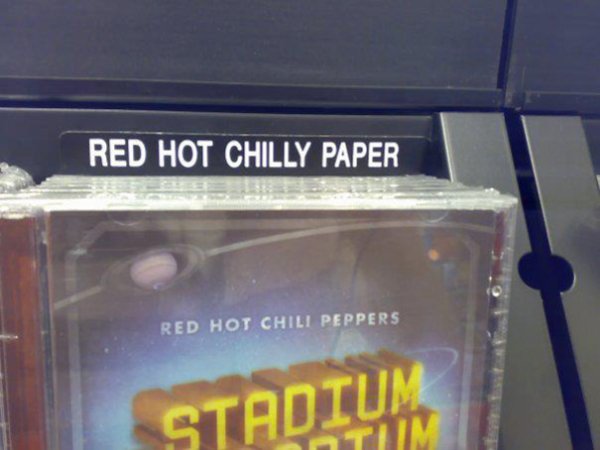 RED HOT CHILLY PAPER
RED HOT CHILI PEPPERS
STADIUM